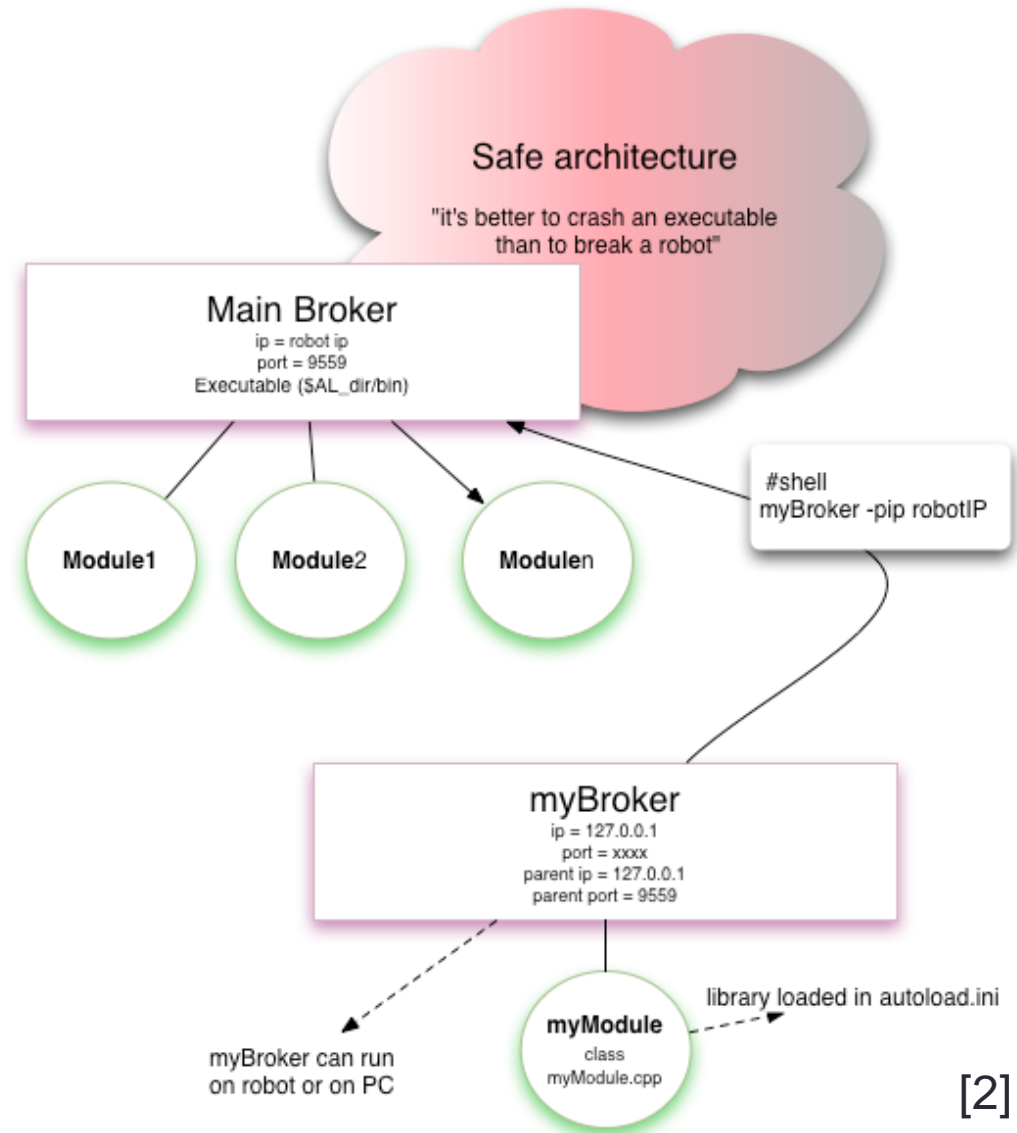 Safe architecture
"it's better to crash an executable
than to break a robot"
Main Broker
ip = robot ip
port = 9559
Executable ($AL_dir/bin)
#shell
myBroker -pip robotIP
Module1
Module2
Modulen
myBroker
ip = 127.0.0.1
port = xxxx
parent ip = 127.0.0.1
parent port = 9559
library loaded in autoload.ini
myModule
class
myModule.cpp
myBroker can run
on robot or on PC
[2]